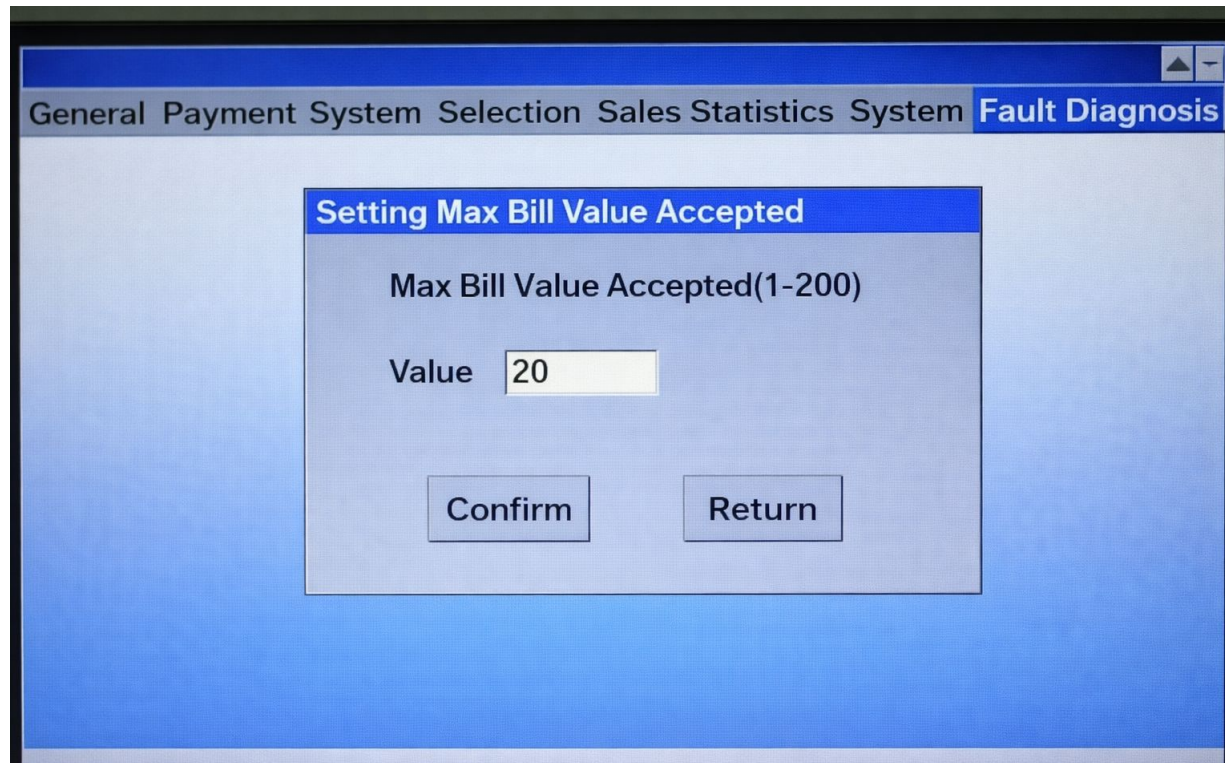 General Payment System Selection Sales Statistics System Fault Diagnosis
Setting Max Bill Value Accepted
Max Bill Value Accepted(1-200)
Value 20
Confirm Return